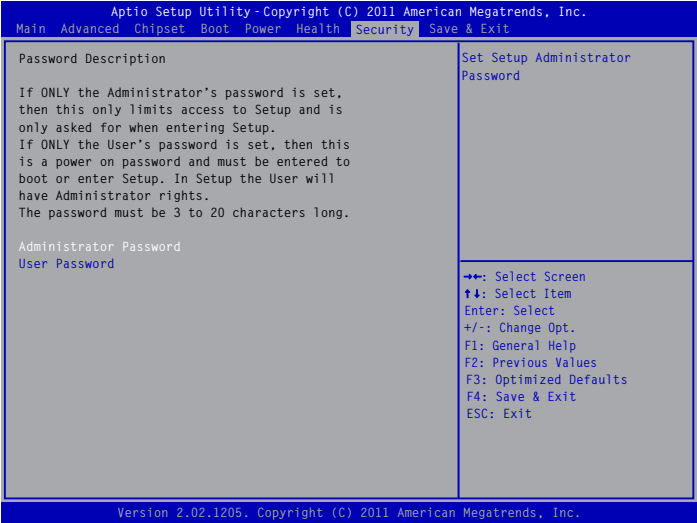 Aptio Setup Utility - Copyright (C) 2011 American Megatrends, Inc.
Main Advanced Chipset Boot Power Health Security Save & Exit
Password Description
If ONLY the Administrator's password is set,
then this only limits access to Setup and is
only asked for when entering Setup.
If ONLY the User's password is set, then this
is a power on password and must be entered to
boot or enter Setup. In Setup the User will
have Administrator rights.
The password must be 3 to 20 characters long.
Administrator Password
User Password
Set Setup Administrator
Password
→←: Select Screen
↑↓: Select Item
Enter: Select
+/-: Change Opt.
F1: General Help
F2: Previous Values
F3: Optimized Defaults
F4: Save & Exit
ESC: Exit
Version 2.02.1205. Copyright (C) 2011 American Megatrends, Inc.